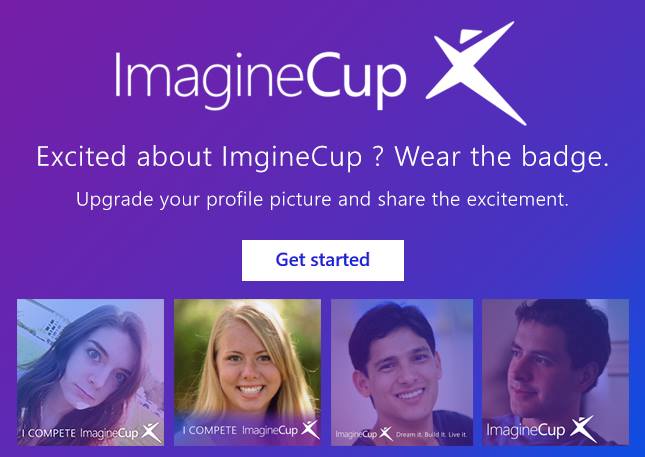 ImagineCup
Excited about ImgineCup ? Wear the badge.
Upgrade your profile picture and share the excitement.
Get started
I COMPETE ImagineCup
I COMPETE ImagineCup
ImagineCup Dream it. Build It. Live it.
ImagineCup